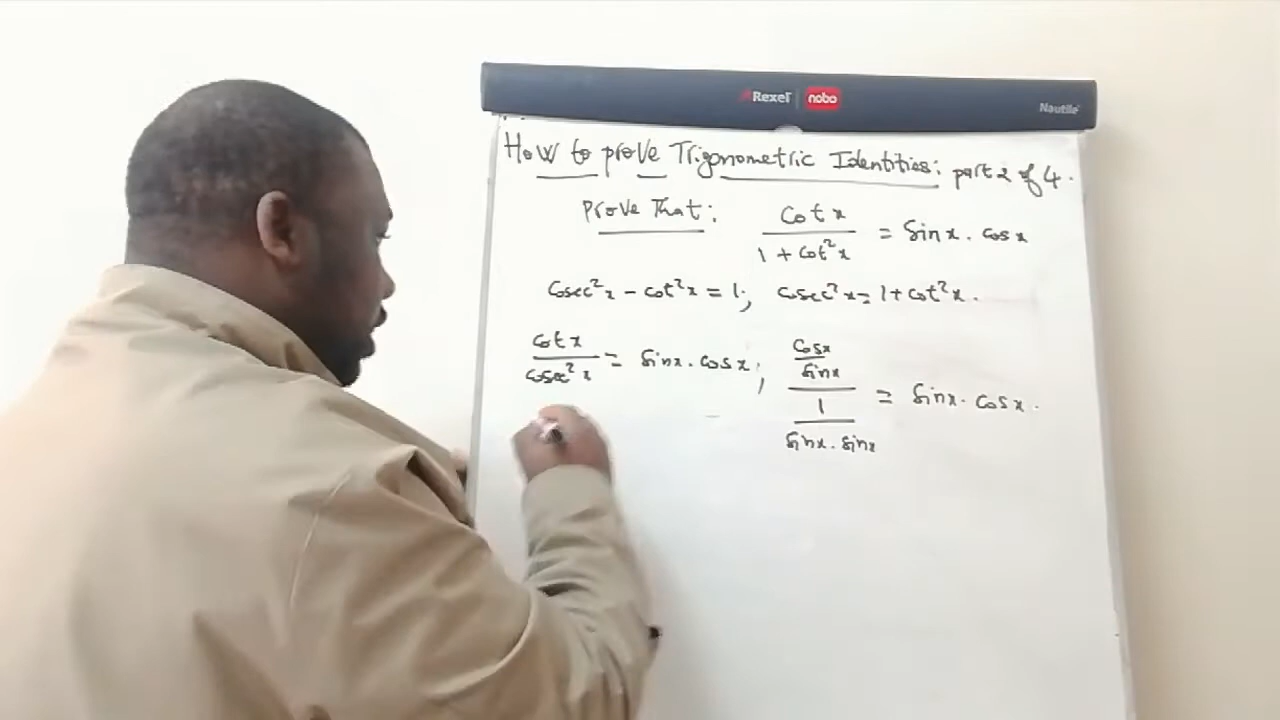 Rexel nobo
Nautile
How to prove Trigonometric Identities: part 2 of 4.
Prove That: cot x / 1 + cot²x = sin x . cos x
cosec²x – cot²x = 1; cosec²x = 1 + cot²x.
cot x / cosec²x = sin x . cos x; cos x / sin x / 1 / sin x . sin x = sin x . cos x.